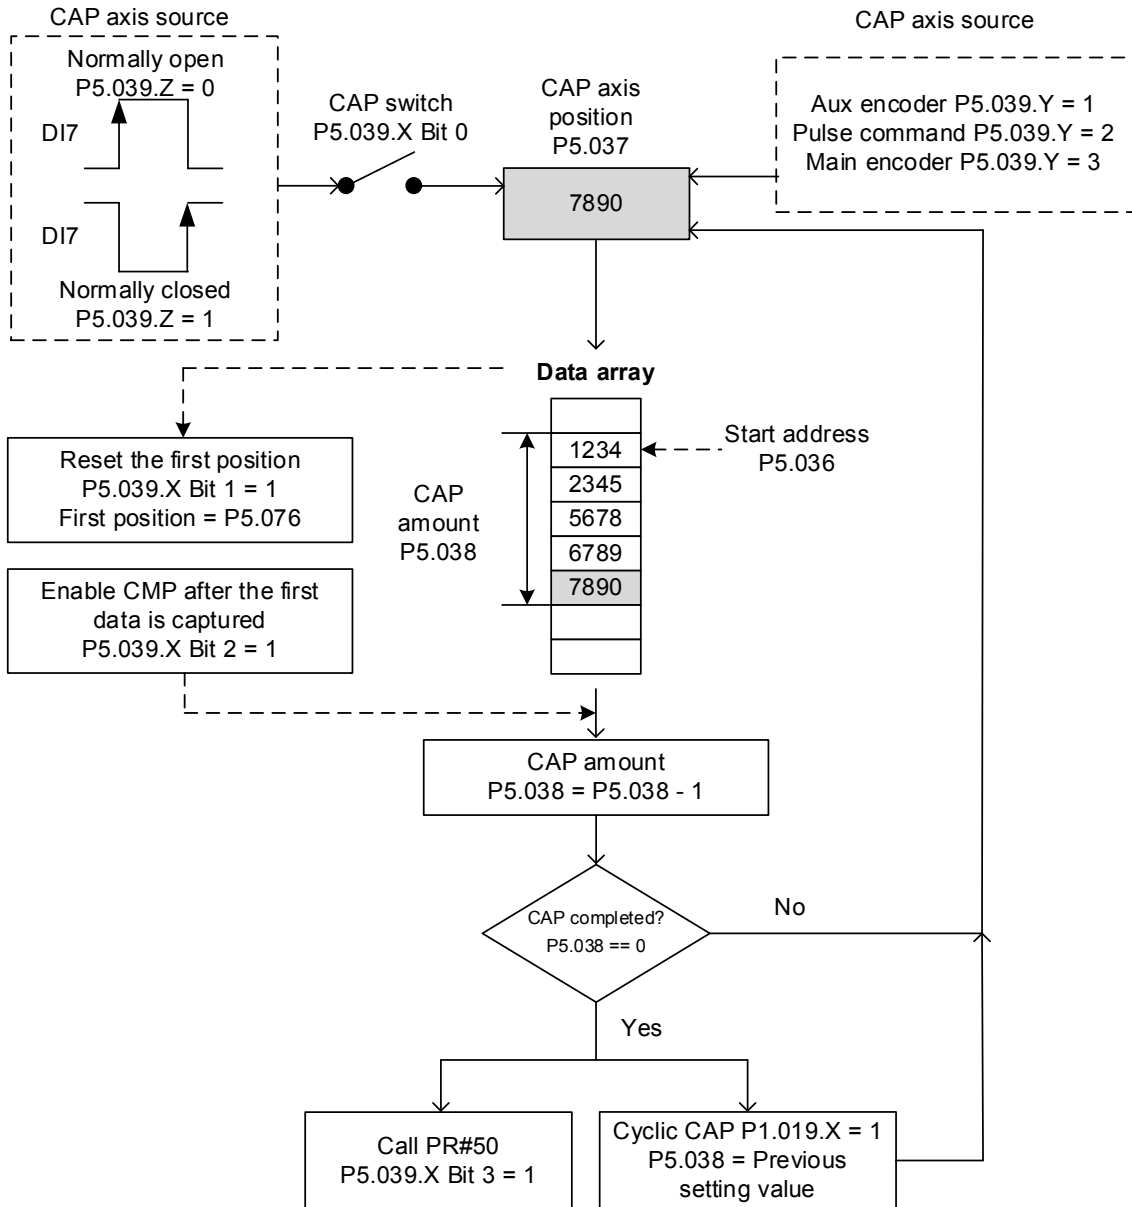 CAP axis source
Normally open
P5.039.Z = 0
DI7
DI7
Normally closed
P5.039.Z = 1
CAP switch
P5.039.X Bit 0
CAP axis
position
P5.037
7890
CAP axis source
Aux encoder P5.039.Y = 1
Pulse command P5.039.Y = 2
Main encoder P5.039.Y = 3
Data array
1234
2345
5678
6789
7890
Start address
P5.036
CAP
amount
P5.038
Reset the first position
P5.039.X Bit 1 = 1
First position = P5.076
Enable CMP after the first
data is captured
P5.039.X Bit 2 = 1
CAP amount
P5.038 = P5.038 - 1
CAP completed?
P5.038 == 0
No
Yes
Call PR#50
P5.039.X Bit 3 = 1
Cyclic CAP P1.019.X = 1
P5.038 = Previous
setting value